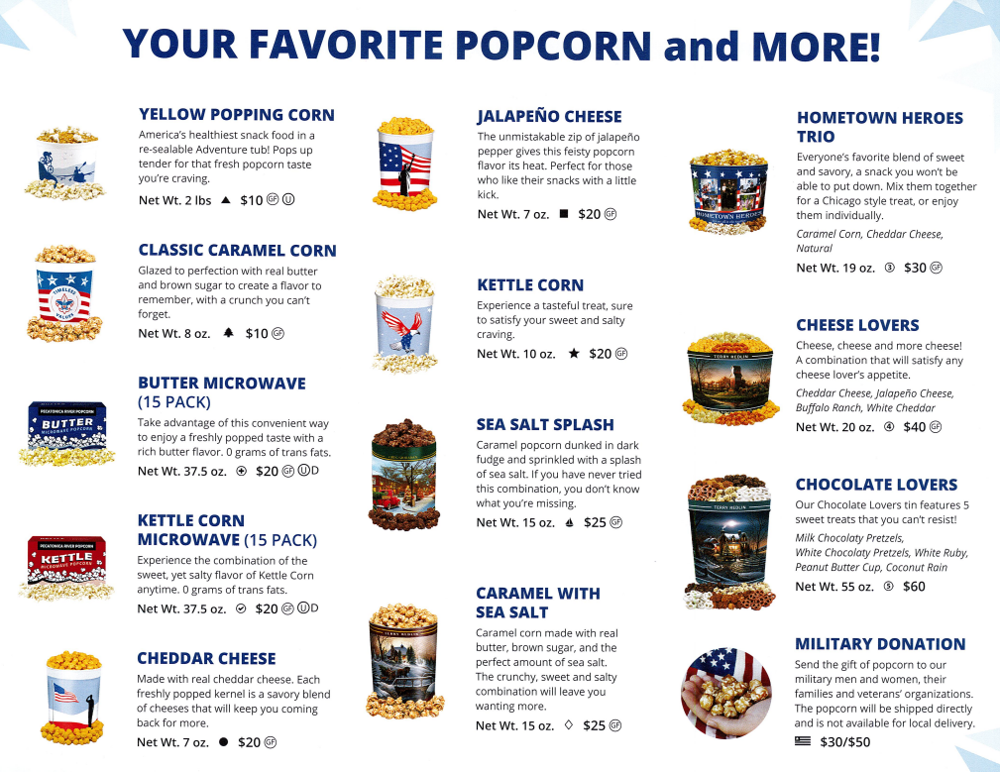 YOUR FAVORITE POPCORN and MORE!
YELLOW POPPING CORN
America's healthiest snack food in a
re-sealable Adventure tub! Pops up
tender for that fresh popcorn taste
you're craving.
Net Wt. 2 lbs ▲ $10 GF U
CLASSIC CARAMEL CORN
Glazed to perfection with real butter
and brown sugar to create a flavor to
remember, with a crunch you can't
forget.
Net Wt. 8 oz. $10 GF
TIMELESS
VALUES
BUTTER MICROWAVE
(15 PACK)
Take advantage of this convenient way
to enjoy a freshly popped taste with a
rich butter flavor. 0 grams of trans fats.
Net Wt. 37.5 oz. $20 GF UD
PECATONICA RIVER POPCORN
BUTTER
MICROWAVE POPCORN
KETTLE CORN
MICROWAVE (15 PACK)
Experience the combination of the
sweet, yet salty flavor of Kettle Corn
anytime. 0 grams of trans fats.
Net Wt. 37.5 oz. $20 GF UD
PECATONICA RIVER POPCORN
KETTLE
MICROWAVE POPCORN
CHEDDAR CHEESE
Made with real cheddar cheese. Each
freshly popped kernel is a savory blend
of cheeses that will keep you coming
back for more.
Net Wt. 7 oz. ● $20 GF
JALAPEÑO CHEESE
The unmistakable zip of jalapeño
pepper gives this feisty popcorn
flavor its heat. Perfect for those
who like their snacks with a little
kick.
Net Wt. 7 oz. ■ $20 GF
KETTLE CORN
Experience a tasteful treat, sure
to satisfy your sweet and salty
craving.
Net Wt. 10 oz. ★ $20 GF
SEA SALT SPLASH
Caramel popcorn dunked in dark
fudge and sprinkled with a splash
of sea salt. If you have never tried
this combination, you don't know
what you're missing.
Net Wt. 15 oz. $25 GF
CARAMEL WITH
SEA SALT
Caramel corn made with real
butter, brown sugar, and the
perfect amount of sea salt.
The crunchy, sweet and salty
combination will leave you
wanting more.
Net Wt. 15 oz. ◇ $25 GF
TERRY REDLIN
HOMETOWN HEROES
TRIO
Everyone's favorite blend of sweet
and savory, a snack you won't be
able to put down. Mix them together
for a Chicago style treat, or enjoy
them individually.
Caramel Corn, Cheddar Cheese,
Natural
Net Wt. 19 oz. ③ $30 GF
HOMETOWN HEROES
CHEESE LOVERS
Cheese, cheese and more cheese!
A combination that will satisfy any
cheese lover's appetite.
Cheddar Cheese, Jalapeño Cheese,
Buffalo Ranch, White Cheddar
Net Wt. 20 oz. ④ $40 GF
TERRY REDLIN
CHOCOLATE LOVERS
Our Chocolate Lovers tin features 5
sweet treats that you can't resist!
Milk Chocolaty Pretzels,
White Chocolaty Pretzels, White Ruby,
Peanut Butter Cup, Coconut Rain
Net Wt. 55 oz. ⑤ $60
TERRY REDLIN
MILITARY DONATION
Send the gift of popcorn to our
military men and women, their
families and veterans' organizations.
The popcorn will be shipped directly
and is not available for local delivery.
$30/$50